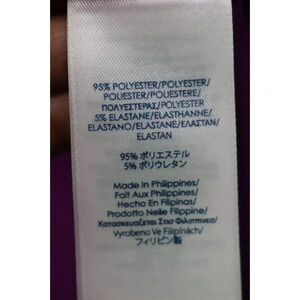 95% POLYESTER/POLYESTER/
POLIESTER/POLIESTERE/
ΠΟΛΥΕΣΤΕΡΑΣ/POLYESTER
5% ELASTANE/ELASTHANNE/
ELASTANO/ELASTANE/ΕΛΑΣΤΑΝ/
ELASTAN
95% ポリエステル
5% ポリウレタン
Made In Philippines/
Fait Aux Philippines/
Hecho En Filipinas/
Prodotto Nelle Filippine/
Κατασκευάζεται Στισ Φιλιππινεσ/
Vyrobeno Ve Filipínách/
フィリピン製